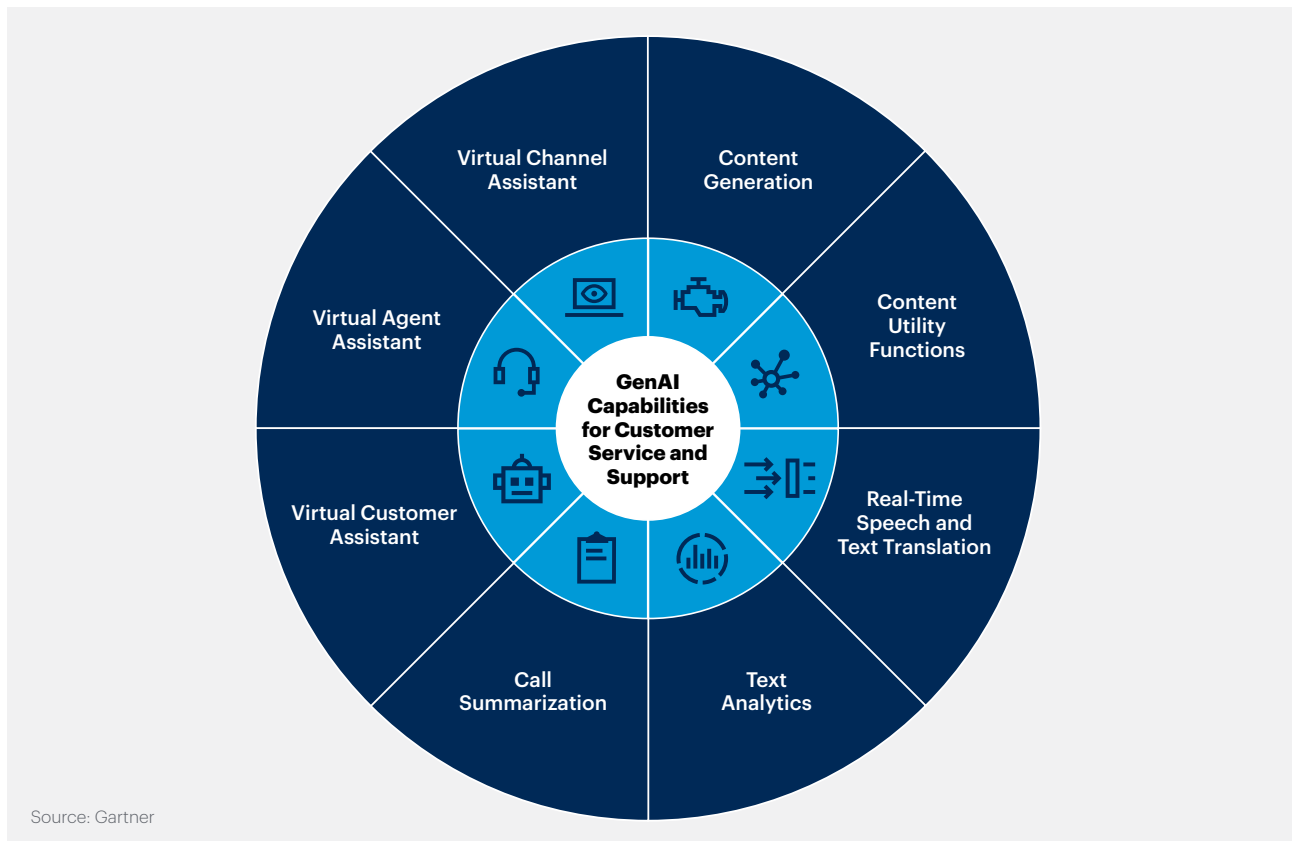 GenAI
Capabilities
for Customer
Service and
Support
Content
Generation
Content
Utility
Functions
Real-Time
Speech and
Text Translation
Text
Analytics
Call
Summarization
Virtual Customer
Assistant
Virtual Agent
Assistant
Virtual Channel
Assistant
Source: Gartner